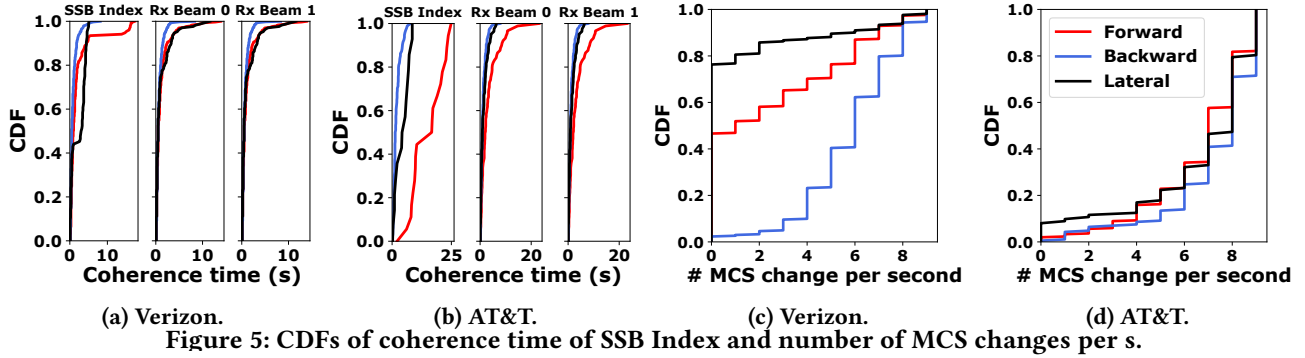 SSB Index Rx Beam 0 Rx Beam 1
CDF
1.0
0.8
0.6
0.4
0.2
0.0
0 10 0 10 0 10
Coherence time (s)
(a) Verizon.
SSB Index Rx Beam 0 Rx Beam 1
CDF
1.0
0.8
0.6
0.4
0.2
0.0
0 25 0 20 0 20
Coherence time (s)
(b) AT&T.
CDF
1.0
0.8
0.6
0.4
0.2
0.0
0 2 4 6 8
# MCS change per second
(c) Verizon.
CDF
1.0
0.8
0.6
0.4
0.2
0.0
Forward
Backward
Lateral
0 2 4 6 8
# MCS change per second
(d) AT&T.
Figure 5: CDFs of coherence time of SSB Index and number of MCS changes per s.